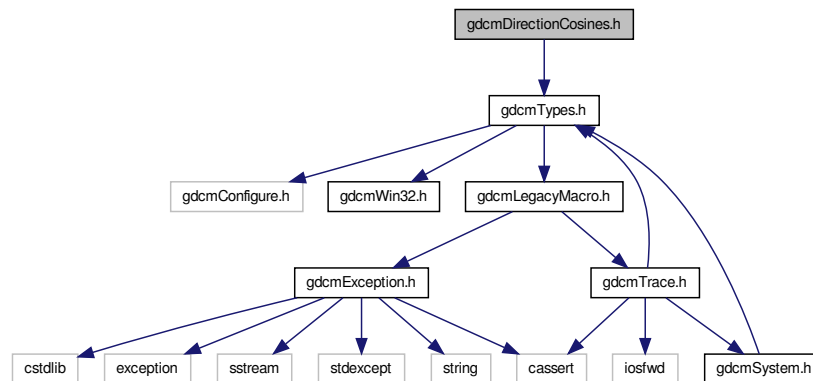 gdcmDirectionCosines.h
gdcmTypes.h
gdcmConfigure.h
gdcmWin32.h
gdcmLegacyMacro.h
gdcmException.h
gdcmTrace.h
cstdlib
exception
sstream
stdexcept
string
cassert
iosfwd
gdcmSystem.h